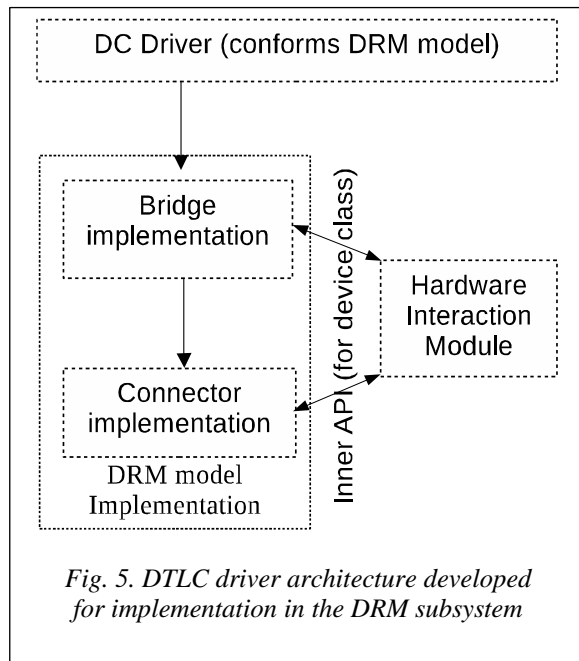 DC Driver (conforms DRM model)
Bridge
implementation
Inner API (for device class)
Hardware
Interaction
Module
Connector
implementation
DRM model
Implementation
Fig. 5. DTLC driver architecture developed
for implementation in the DRM subsystem